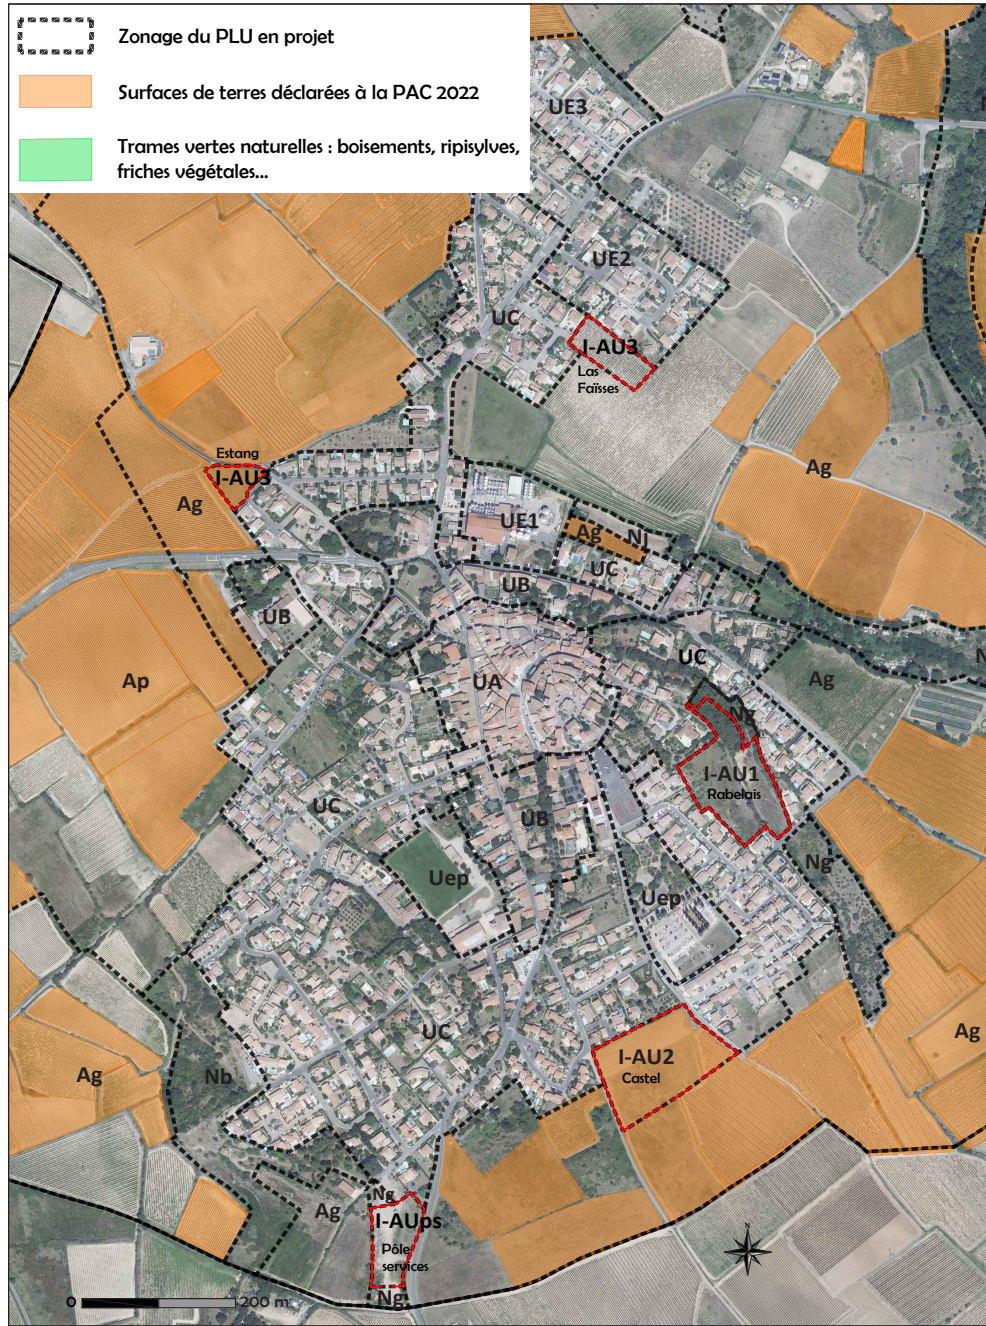 Zonage du PLU en projet
Surfaces de terres déclarées à la PAC 2022
Trames vertes naturelles : boisements, ripisylves,
friches végétales...
UE3
UE2
UC
I-AU3
Las
Faïsses
Estang
I-AU3
Ag
Ag
UE1
Ag
Nj
UC
UB
UB
UC
Ap
UA
Ag
N
Ng
I-AU1
Rabelais
UC
UB
Uep
Ng
Uep
UC
I-AU2
Castel
Ag
Ag
Nb
Ng
Ag
I-AUps
Pôle
services
Ng
N
0
200 m